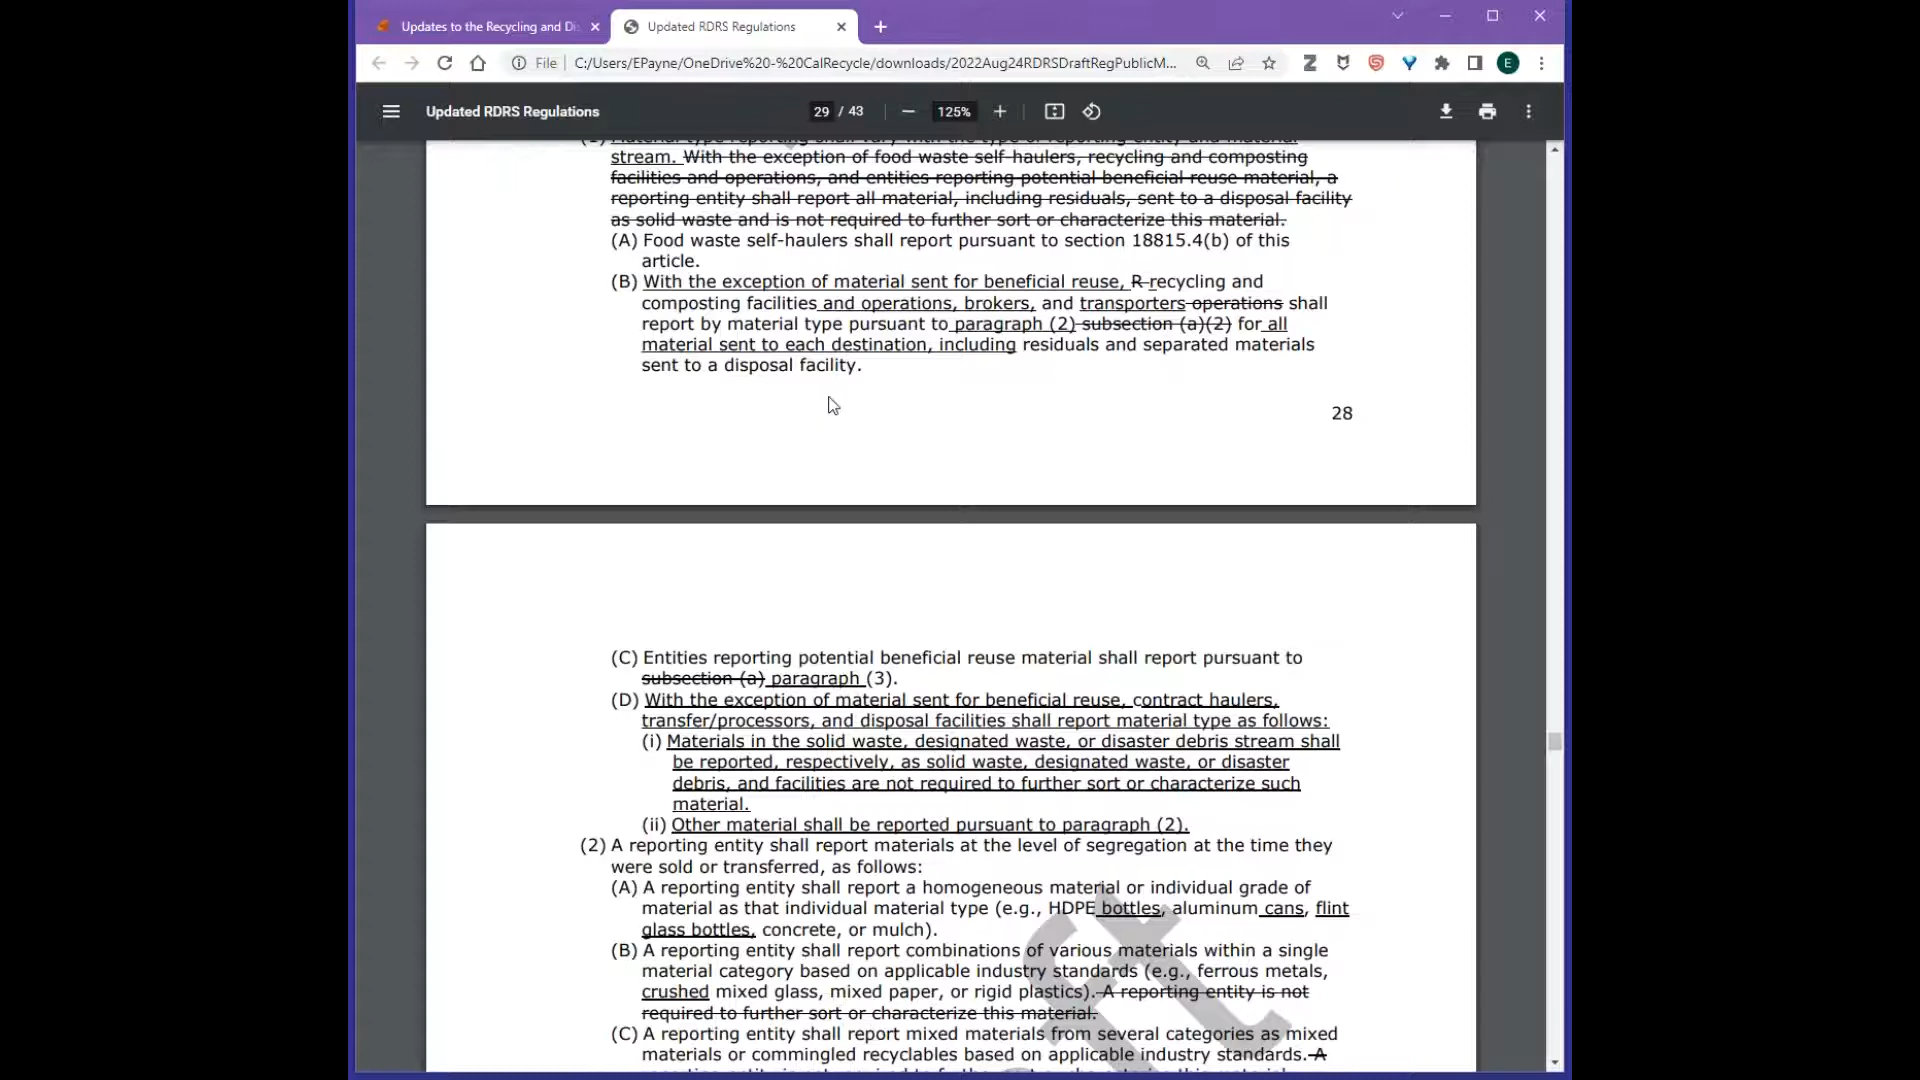 Updates to the Recycling and Di
Updated RDRS Regulations
File
C:/Users/EPayne/OneDrive%20-%20CalRecycle/downloads/2022Aug24RDRSDraftRegPublicM...
E
Updated RDRS Regulations
29 / 43
125%
Material type reporting shall vary with the type of reporting entity and material
stream. With the exception of food waste self-haulers, recycling and composting
facilities and operations, and entities reporting potential beneficial reuse material, a
reporting entity shall report all material, including residuals, sent to a disposal facility
as solid waste and is not required to further sort or characterize this material.
(A) Food waste self-haulers shall report pursuant to section 18815.4(b) of this
article.
(B) With the exception of material sent for beneficial reuse, R recycling and
composting facilities and operations, brokers, and transporters operations shall
report by material type pursuant to paragraph (2) subsection (a)(2) for all
material sent to each destination, including residuals and separated materials
sent to a disposal facility.
28
(C) Entities reporting potential beneficial reuse material shall report pursuant to
subsection (a) paragraph (3).
(D) With the exception of material sent for beneficial reuse, contract haulers,
transfer/processors, and disposal facilities shall report material type as follows:
(i) Materials in the solid waste, designated waste, or disaster debris stream shall
be reported, respectively, as solid waste, designated waste, or disaster
debris, and facilities are not required to further sort or characterize such
material.
(ii) Other material shall be reported pursuant to paragraph (2).
(2) A reporting entity shall report materials at the level of segregation at the time they
were sold or transferred, as follows:
(A) A reporting entity shall report a homogeneous material or individual grade of
material as that individual material type (e.g., HDPE bottles, aluminum cans, flint
glass bottles, concrete, or mulch).
(B) A reporting entity shall report combinations of various materials within a single
material category based on applicable industry standards (e.g., ferrous metals,
crushed mixed glass, mixed paper, or rigid plastics). A reporting entity is not
required to further sort or characterize this material.
(C) A reporting entity shall report mixed materials from several categories as mixed
materials or commingled recyclables based on applicable industry standards. A